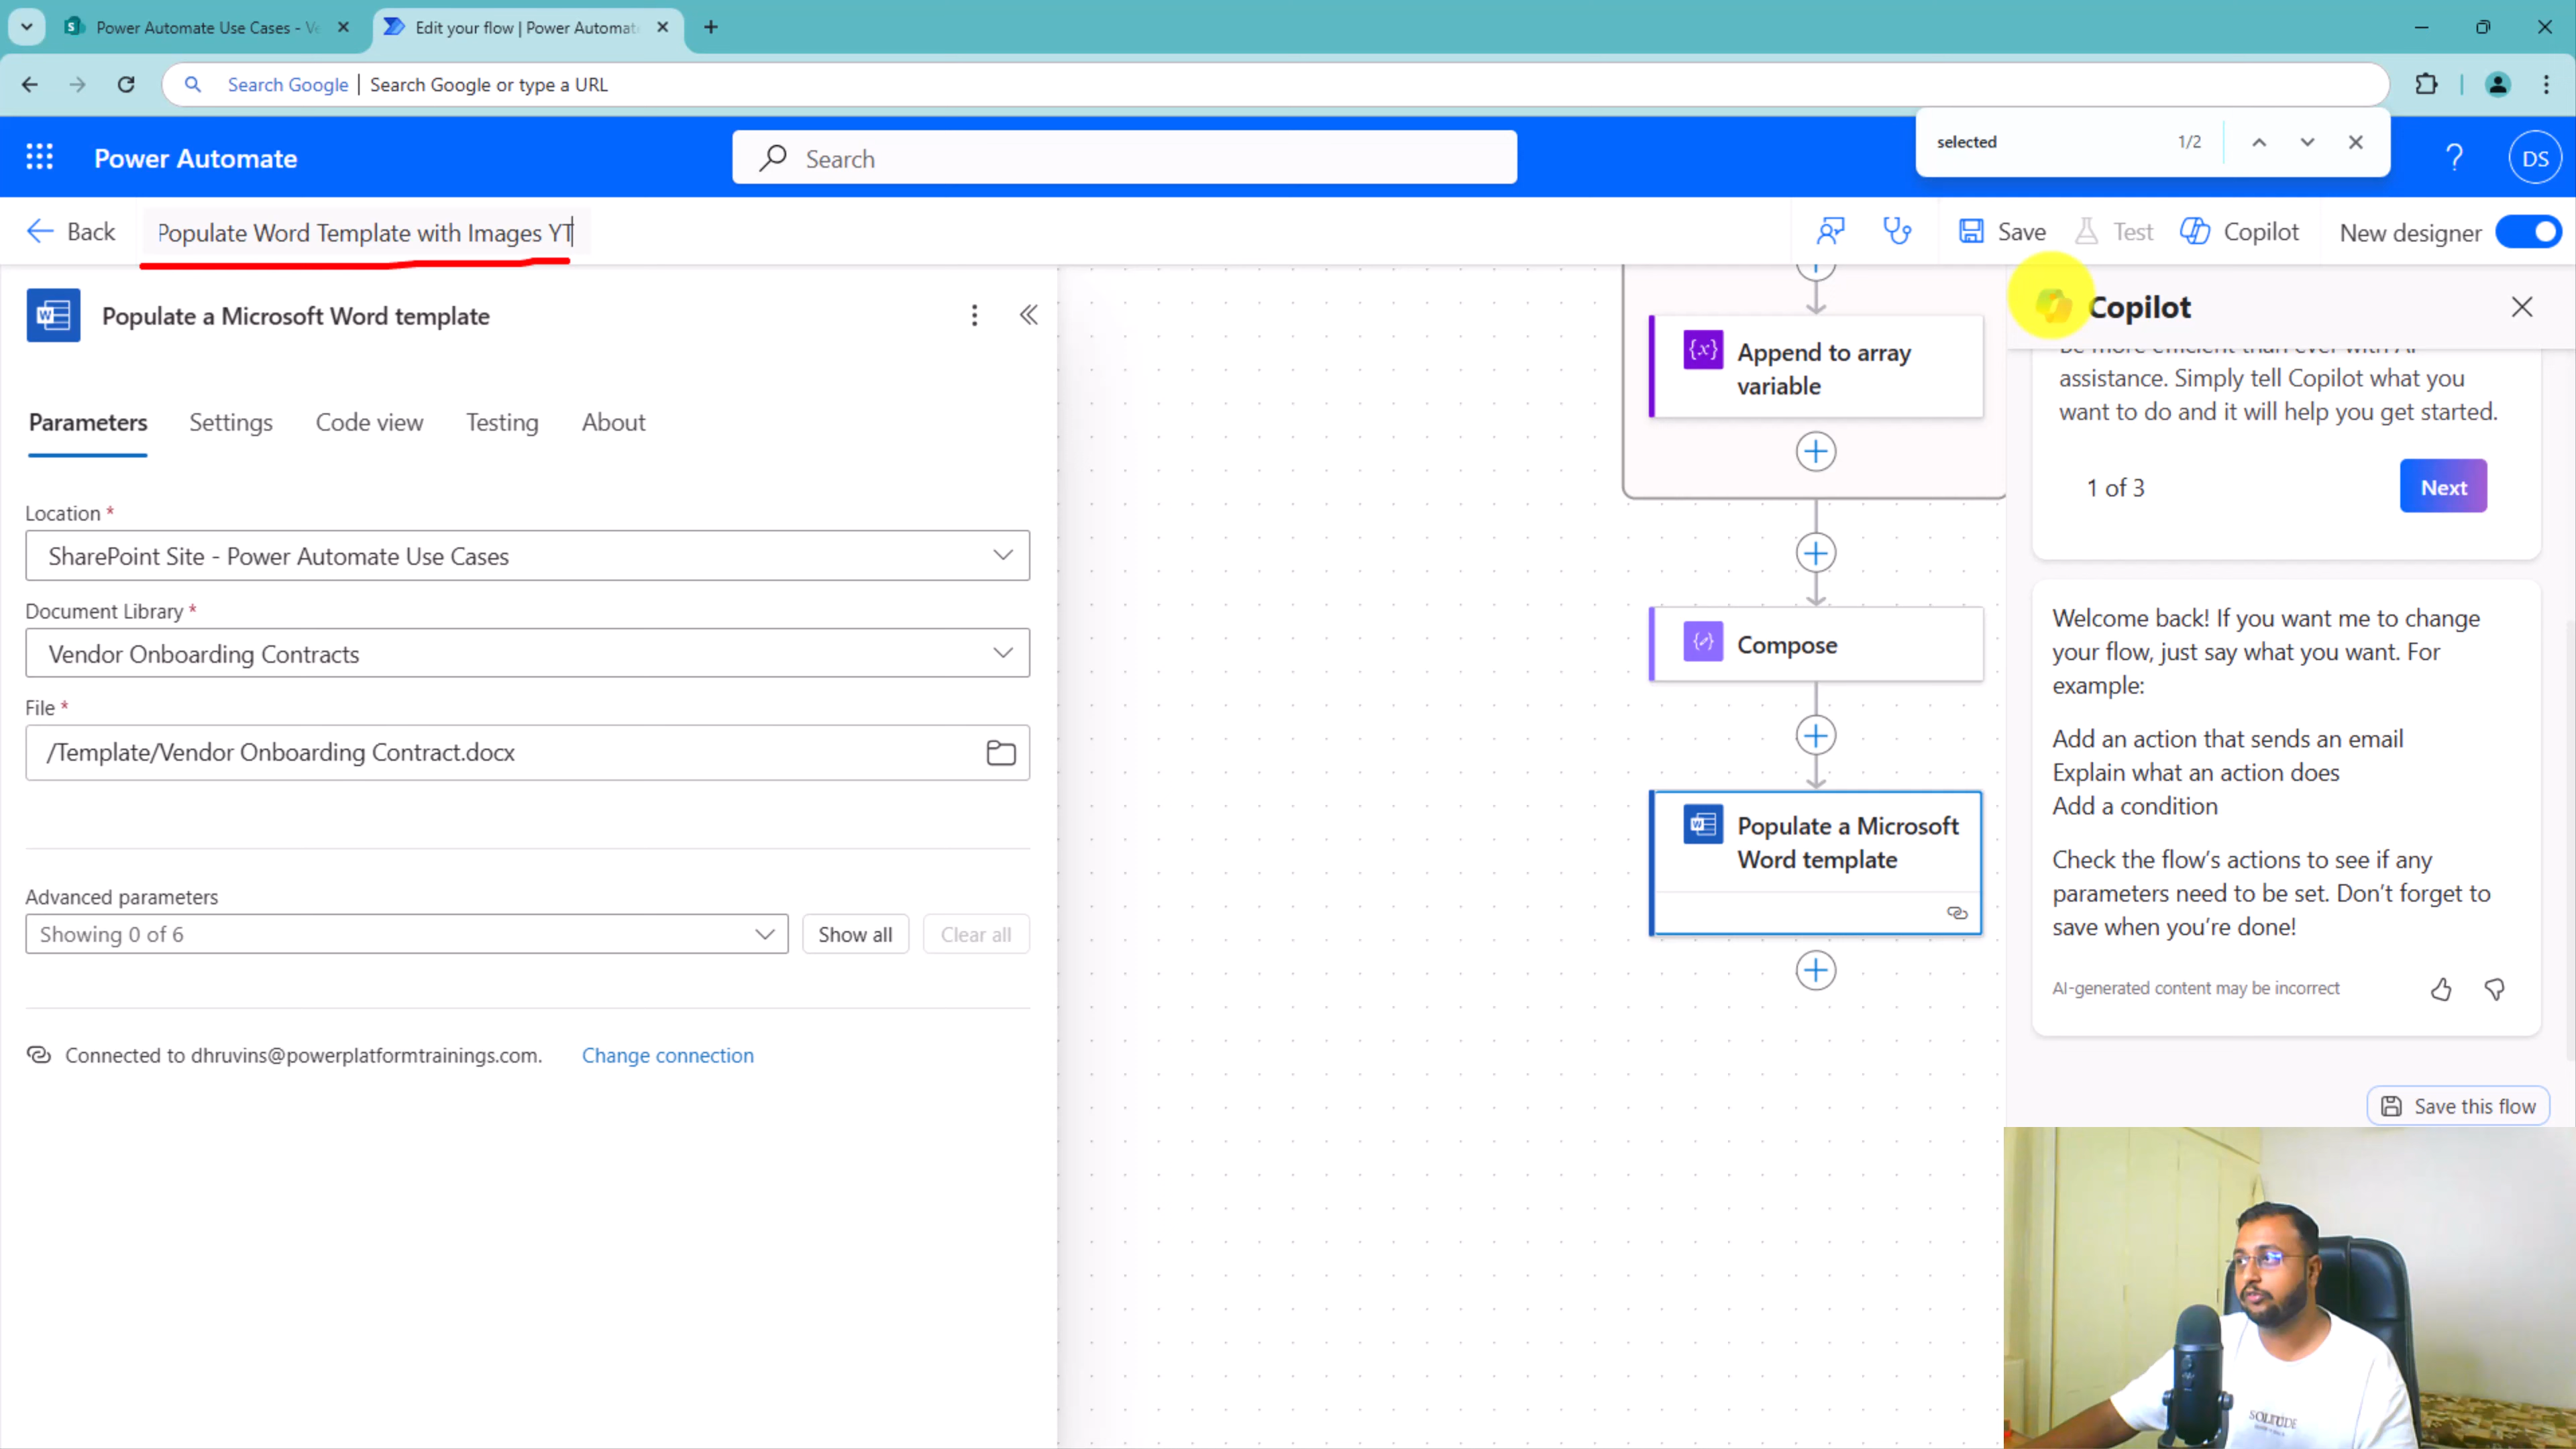 Power Automate Use Cases - Ve
Edit your flow | Power Automat
Search Google | Search Google or type a URL
Power Automate
Search
selected
1/2
?
DS
Back
Populate Word Template with Images YT
Save
Test
Copilot
New designer
Populate a Microsoft Word template
Parameters
Settings
Code view
Testing
About
Location *
SharePoint Site - Power Automate Use Cases
Document Library *
Vendor Onboarding Contracts
File *
/Template/Vendor Onboarding Contract.docx
Advanced parameters
Showing 0 of 6
Show all
Clear all
Connected to dhruvins@powerplatformtrainings.com.
Change connection
Append to array
variable
Compose
Populate a Microsoft
Word template
Copilot
Be more efficient than ever with AI
assistance. Simply tell Copilot what you
want to do and it will help you get started.
1 of 3
Next
Welcome back! If you want me to change
your flow, just say what you want. For
example:
Add an action that sends an email
Explain what an action does
Add a condition
Check the flow's actions to see if any
parameters need to be set. Don't forget to
save when you're done!
AI-generated content may be incorrect
Save this flow
SOLITUDE